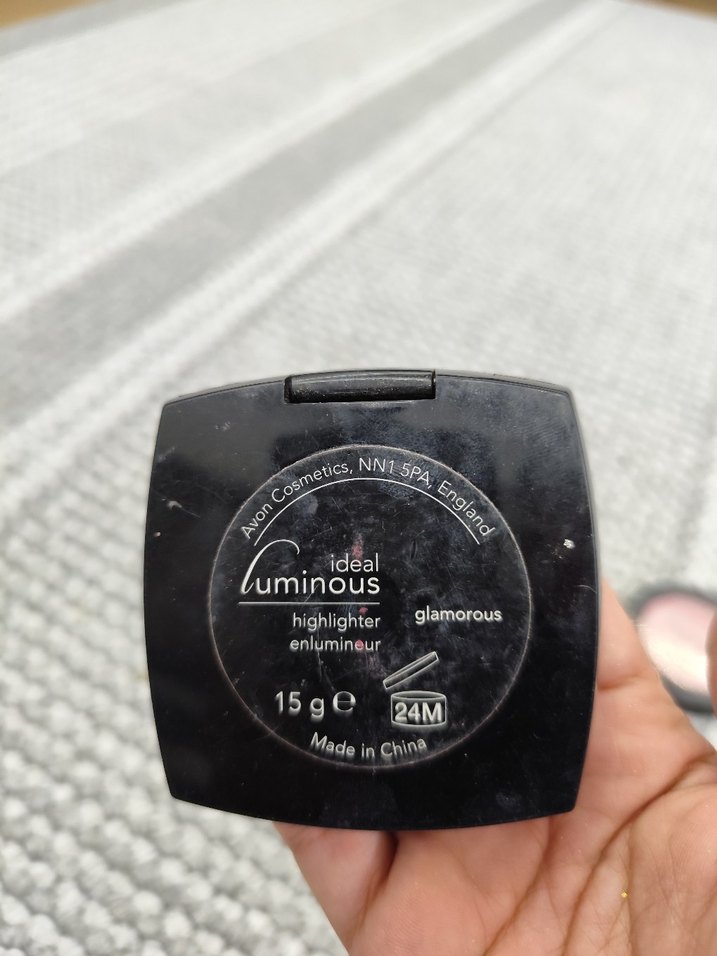 Avon Cosmetics, NN1 5PA, England
ideal
luminous
highlighter
enlumineur
glamorous
15 g e
24M
Made in China